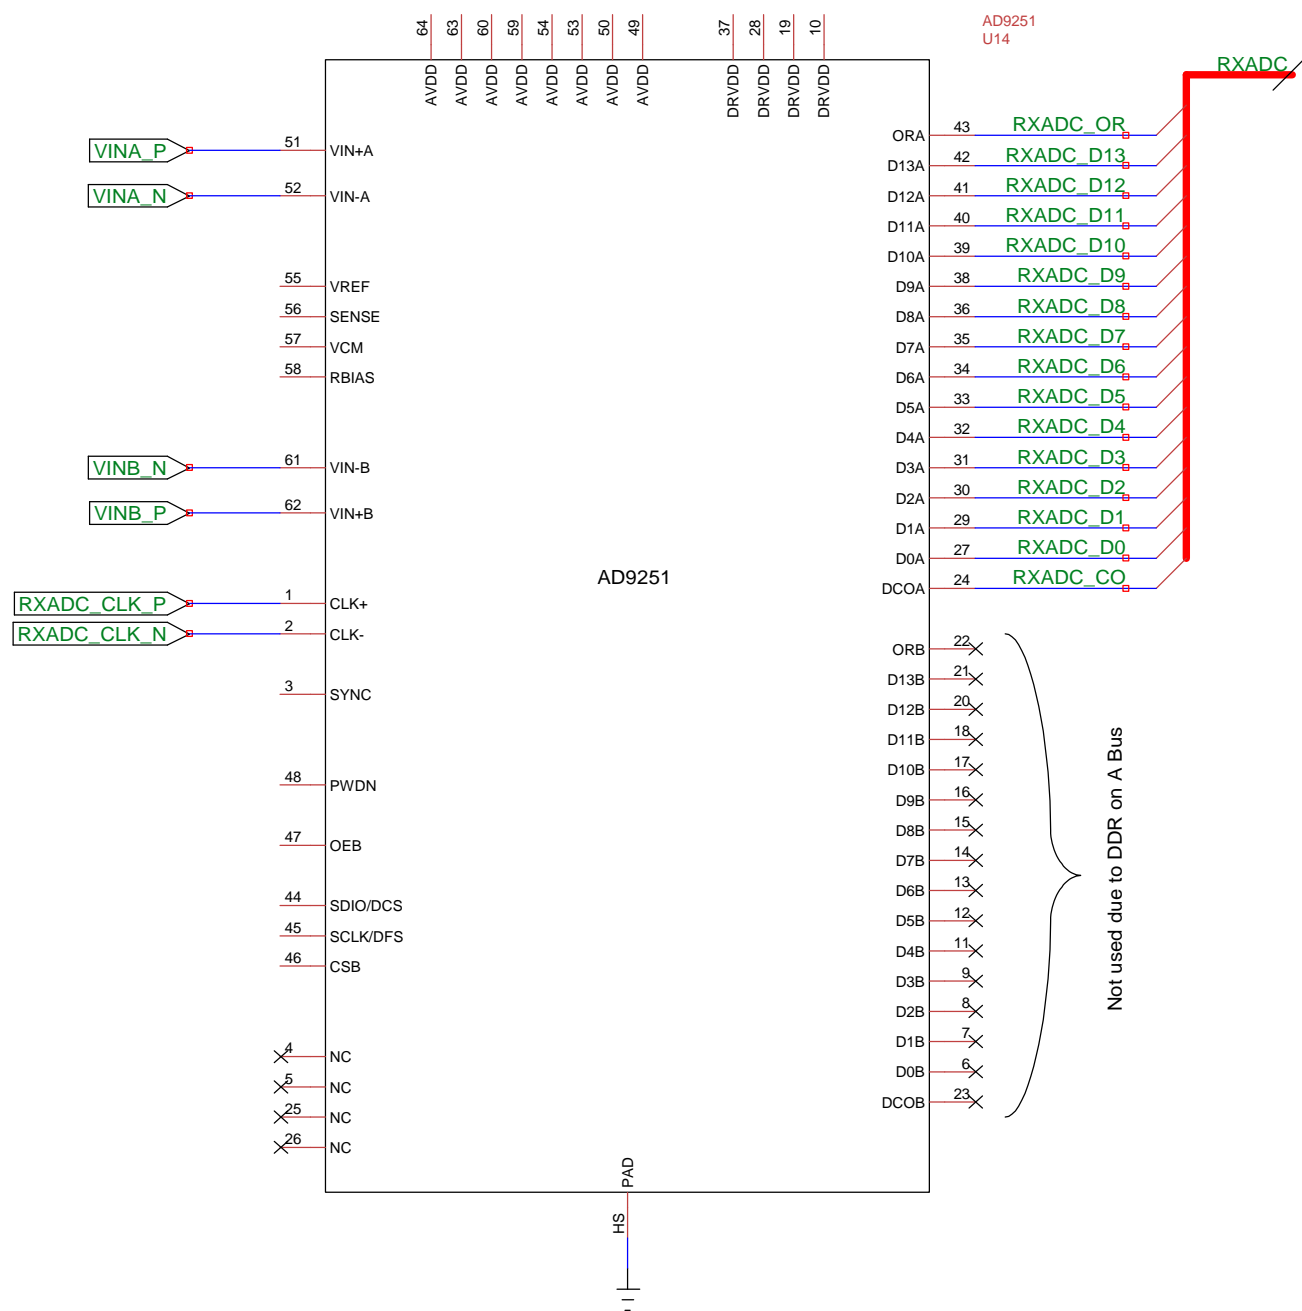 AD9251
U14
RXADC
64 63 60 59 54 53 50 49 37 28 19 10
AVDD AVDD AVDD AVDD AVDD AVDD AVDD AVDD DRVDD DRVDD DRVDD DRVDD
VINA_P 51 VIN+A
VINA_N 52 VIN-A
55 VREF
56 SENSE
57 VCM
58 RBIAS
VINB_N 61 VIN-B
VINB_P 62 VIN+B
RXADC_CLK_P 1 CLK+
RXADC_CLK_N 2 CLK-
3 SYNC
48 PWDN
47 OEB
44 SDIO/DCS
45 SCLK/DFS
46 CSB
4 NC
5 NC
25 NC
26 NC
AD9251
ORA 43 RXADC_OR
D13A 42 RXADC_D13
D12A 41 RXADC_D12
D11A 40 RXADC_D11
D10A 39 RXADC_D10
D9A 38 RXADC_D9
D8A 36 RXADC_D8
D7A 35 RXADC_D7
D6A 34 RXADC_D6
D5A 33 RXADC_D5
D4A 32 RXADC_D4
D3A 31 RXADC_D3
D2A 30 RXADC_D2
D1A 29 RXADC_D1
D0A 27 RXADC_D0
DCOA 24 RXADC_CO
ORB 22
D13B 21
D12B 20
D11B 18
D10B 17
D9B 16
D8B 15
D7B 14
D6B 13
D5B 12
D4B 11
D3B 9
D2B 8
D1B 7
D0B 6
DCOB 23
Not used due to DDR on A Bus
PAD
HS